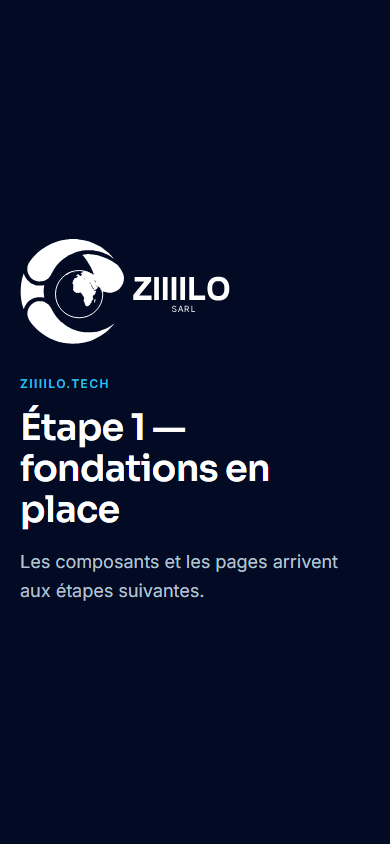 ZIIIILO
SARL
ZIIIILO.TECH
Étape 1 —
fondations en
place
Les composants et les pages arrivent
aux étapes suivantes.